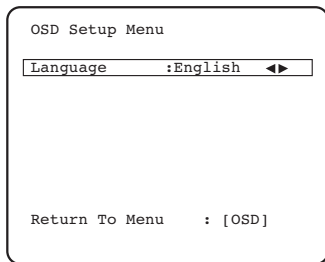 OSD Setup Menu
Language :English ◀▶
Return To Menu : [OSD]